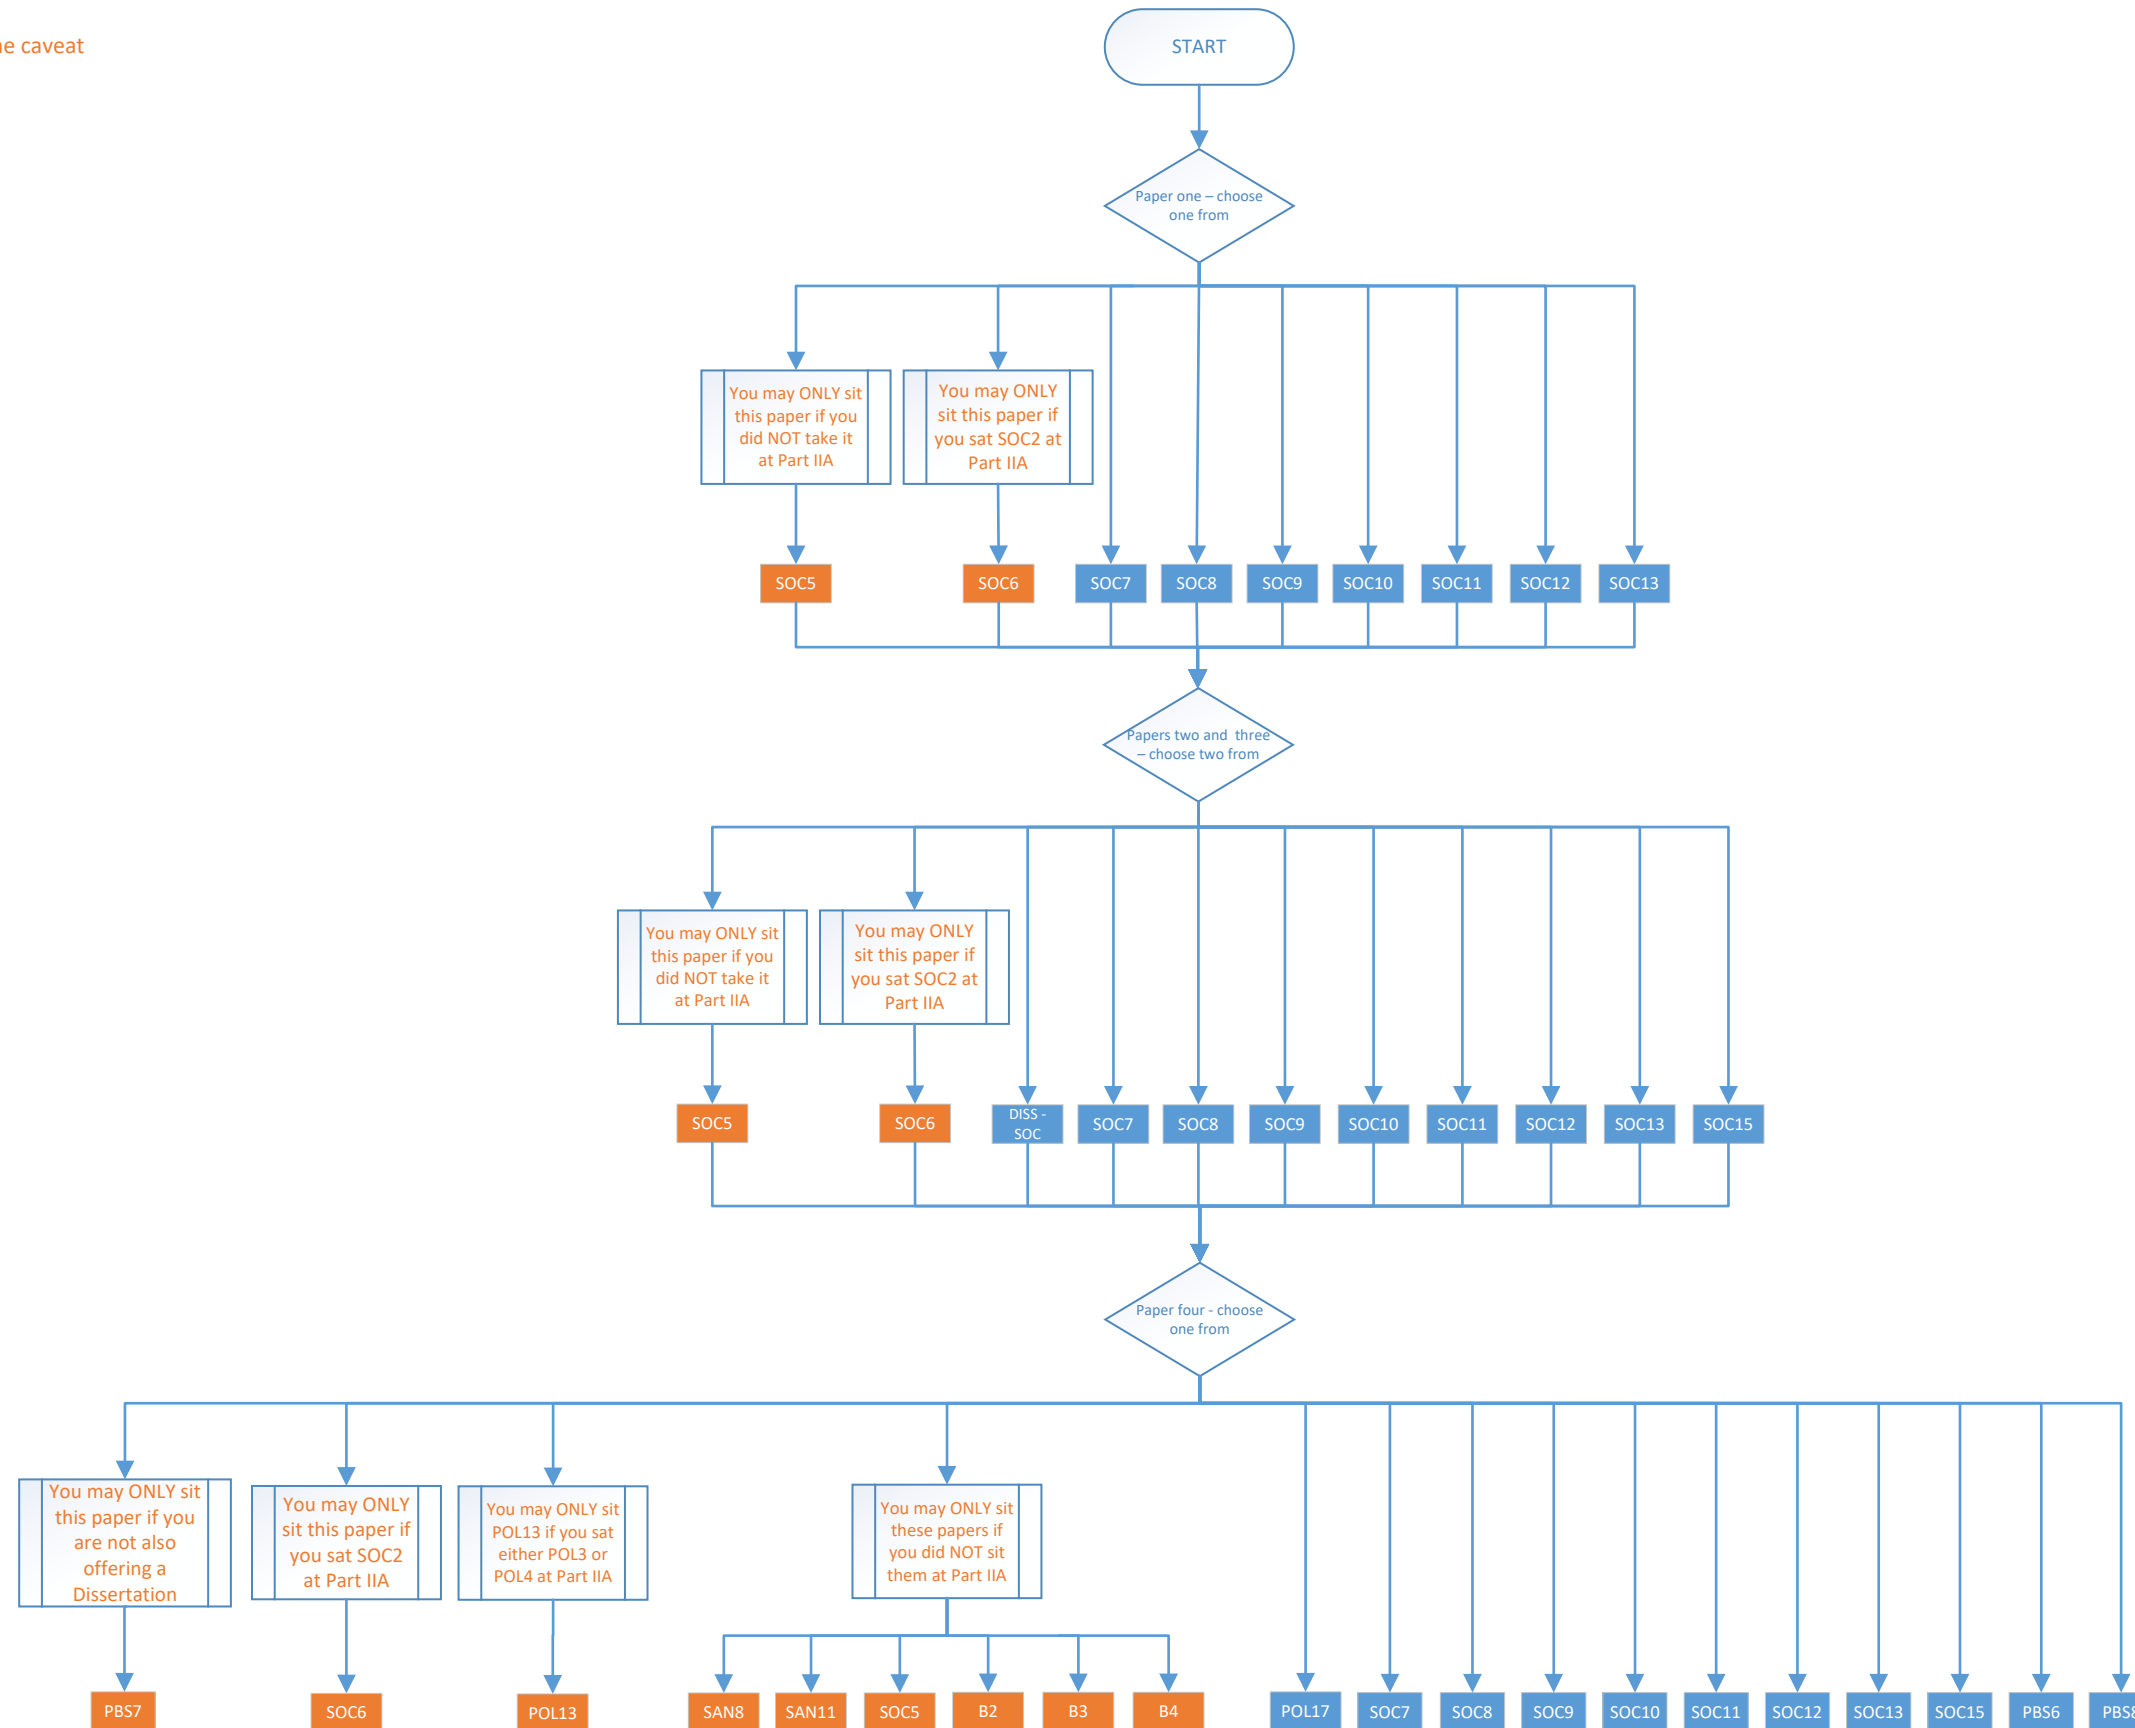 caveat
START
Paper one – choose
one from
You may ONLY sit
this paper if you
did NOT take it
at Part IIA
You may ONLY
sit this paper if
you sat SOC2 at
Part IIA
SOC5
SOC6
SOC7
SOC8
SOC9
SOC10
SOC11
SOC12
SOC13
Papers two and three
– choose two from
You may ONLY sit
this paper if you
did NOT take it
at Part IIA
You may ONLY
sit this paper if
you sat SOC2 at
Part IIA
SOC5
SOC6
DISS -
SOC
SOC7
SOC8
SOC9
SOC10
SOC11
SOC12
SOC13
SOC15
Paper four - choose
one from
You may ONLY sit
this paper if you
are not also
offering a
Dissertation
You may ONLY
sit this paper if
you sat SOC2
at Part IIA
You may ONLY sit
POL13 if you sat
either POL3 or
POL4 at Part IIA
You may ONLY sit
these papers if
you did NOT sit
them at Part IIA
PBS7
SOC6
POL13
SAN8
SAN11
SOC5
B2
B3
B4
POL17
SOC7
SOC8
SOC9
SOC10
SOC11
SOC12
SOC13
SOC15
PBS6
PBS8